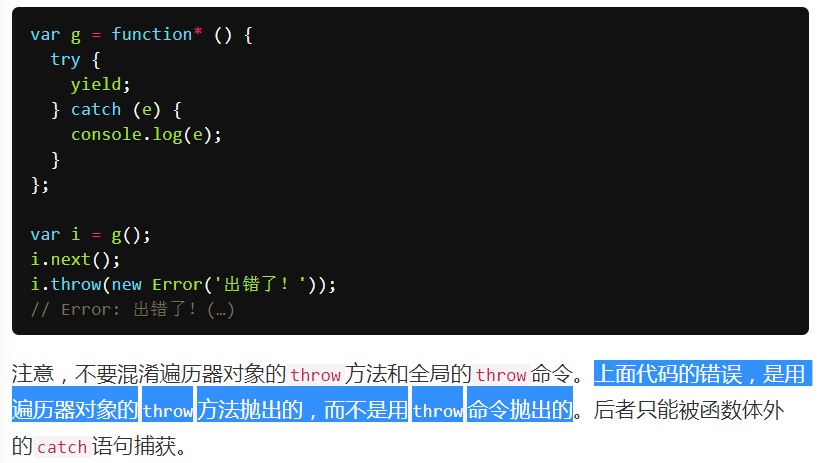 var g = function* () {
  try {
    yield;
  } catch (e) {
    console.log(e);
  }
};

var i = g();
i.next();
i.throw(new Error('出错了！'));
// Error: 出错了！(…)
注意，不要混淆遍历器对象的throw方法和全局的throw命令。上面代码的错误，是用
遍历器对象的throw方法抛出的，而不是用throw命令抛出的。后者只能被函数体外
的catch语句捕获。